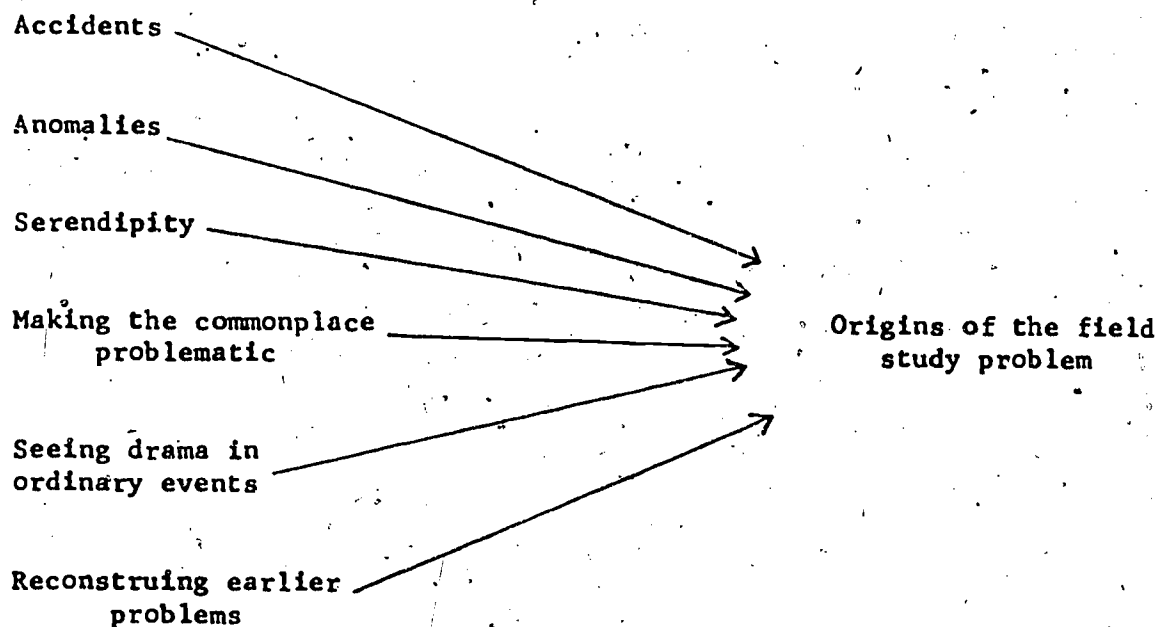 Accidents
Anomalies
Serendipity
Making the commonplace
problematic
Origins of the field
study problem
Seeing drama in
ordinary events
Reconstruing earlier
problems